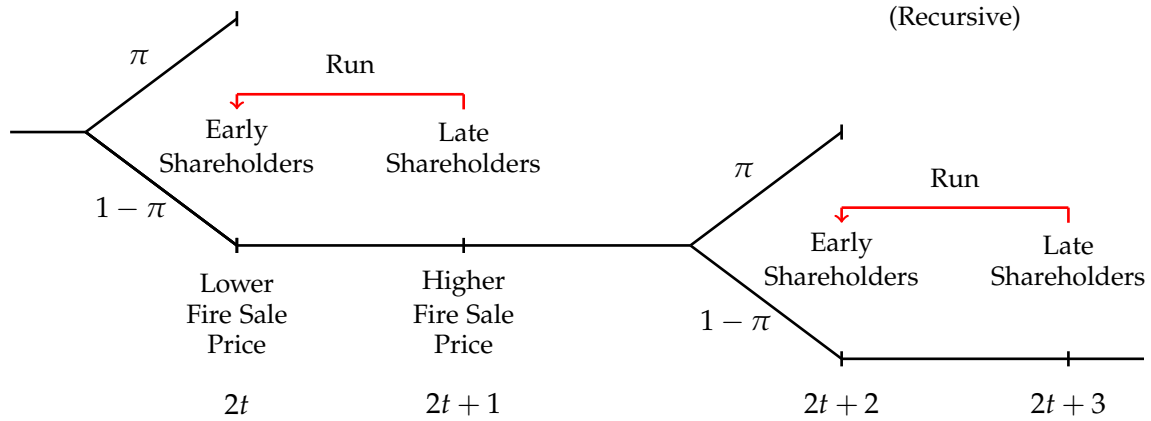 (Recursive)
π
Run
Early
Shareholders
Late
Shareholders
1 − π
Lower
Fire Sale
Price
Higher
Fire Sale
Price
2t
2t + 1
π
Run
Early
Shareholders
Late
Shareholders
1 − π
2t + 2
2t + 3